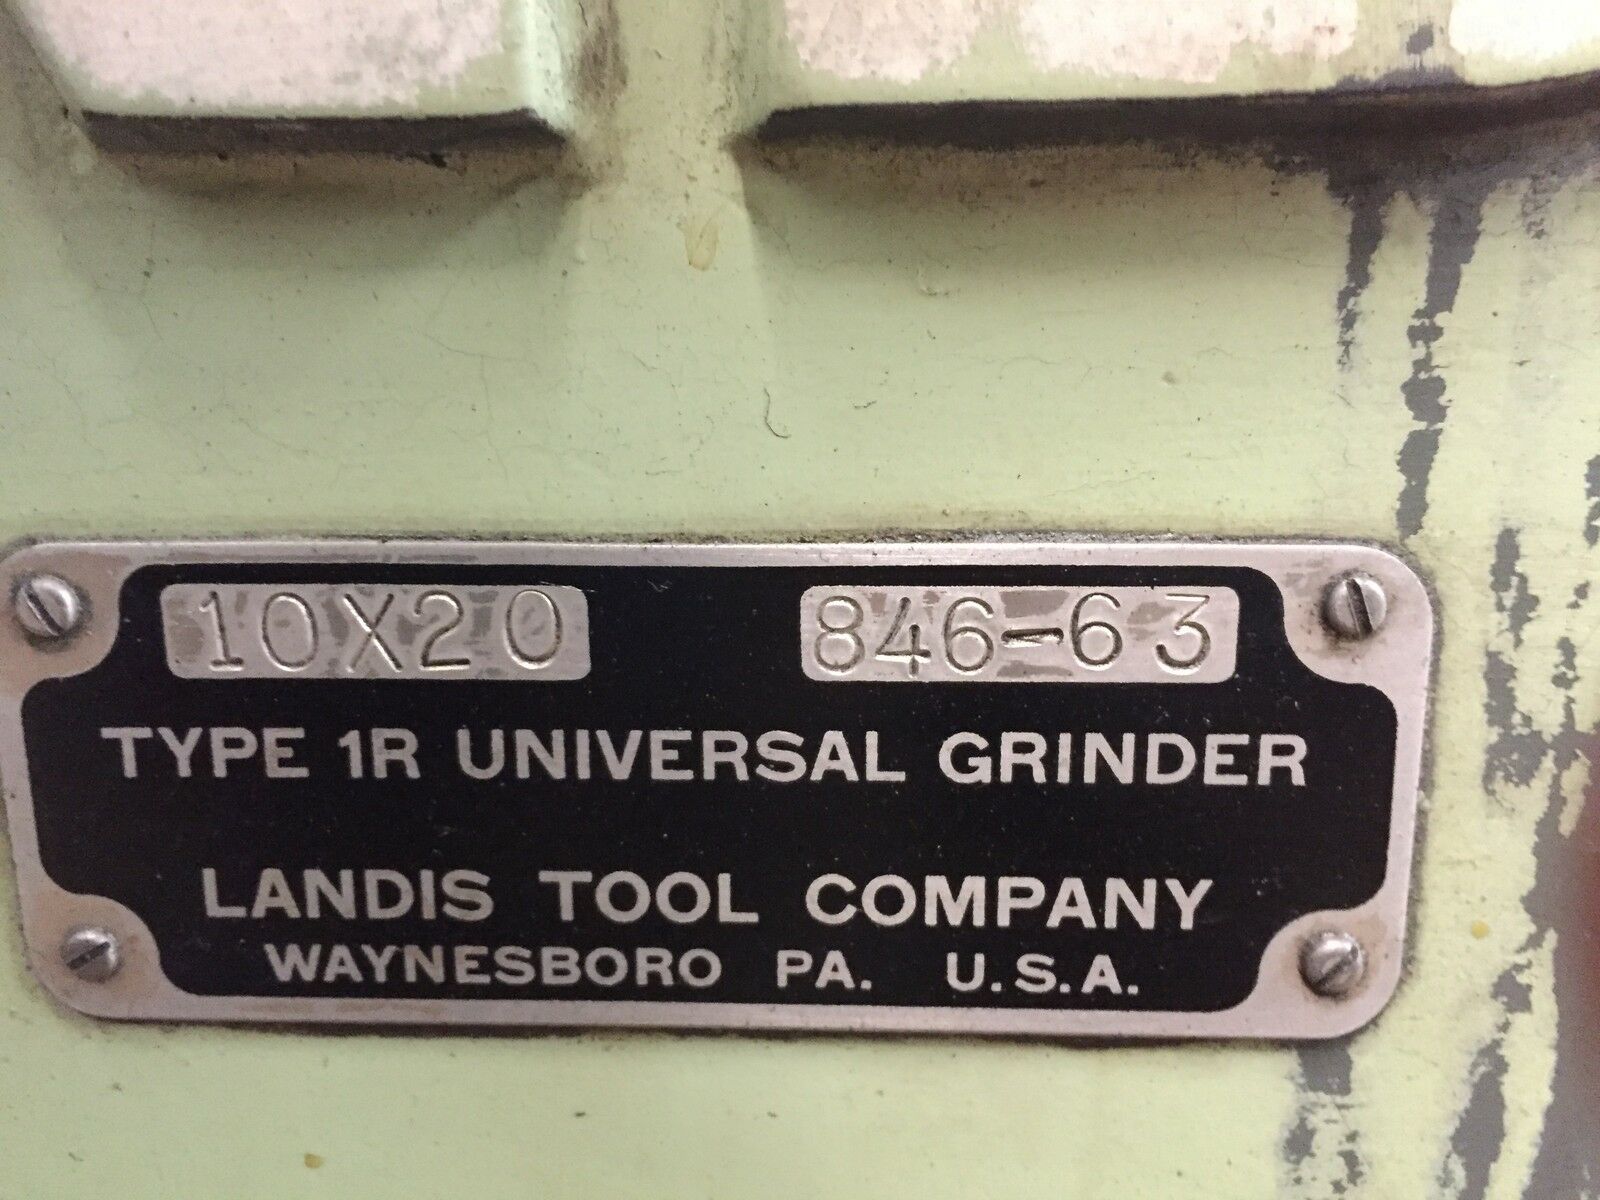 10X20 846-63
TYPE 1R UNIVERSAL GRINDER
LANDIS TOOL COMPANY
WAYNESBORO PA. U.S.A.